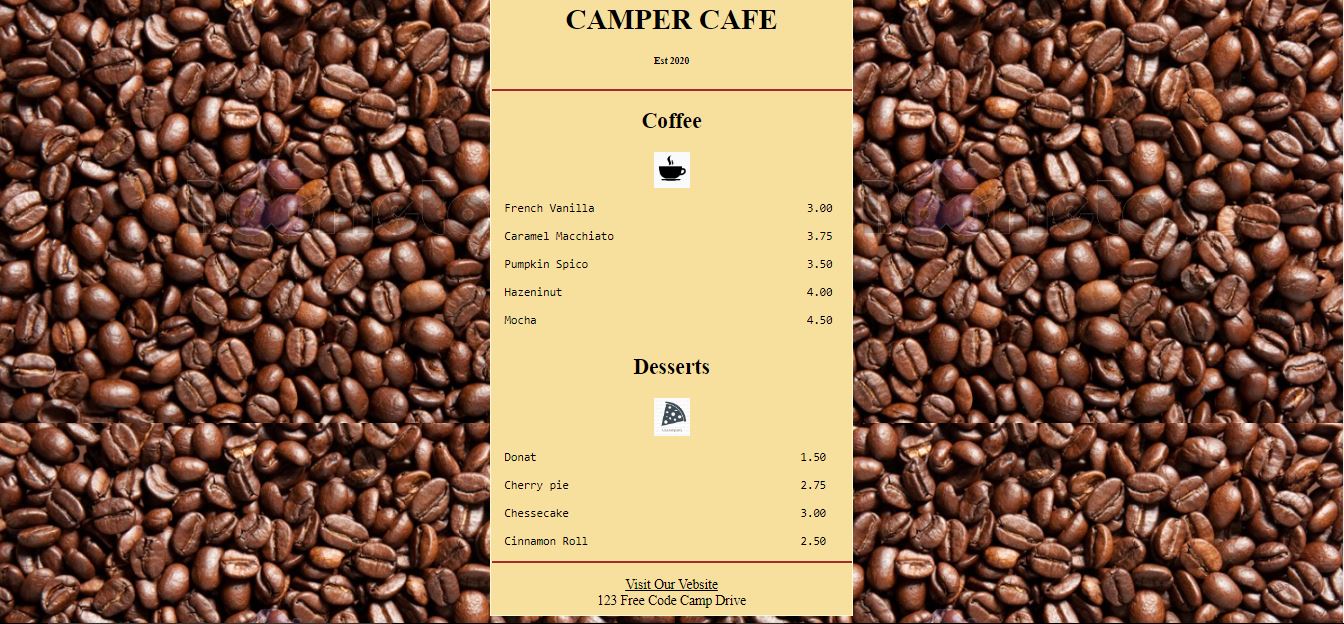 CAMPER CAFE
Est 2020
Coffee
French Vanilla 3.00
Caramel Macchiato 3.75
Pumpkin Spico 3.50
Hazeninut 4.00
Mocha 4.50
Desserts
Donat 1.50
Cherry pie 2.75
Chessecake 3.00
Cinnamon Roll 2.50
Visit Our Vebsite
123 Free Code Camp Drive